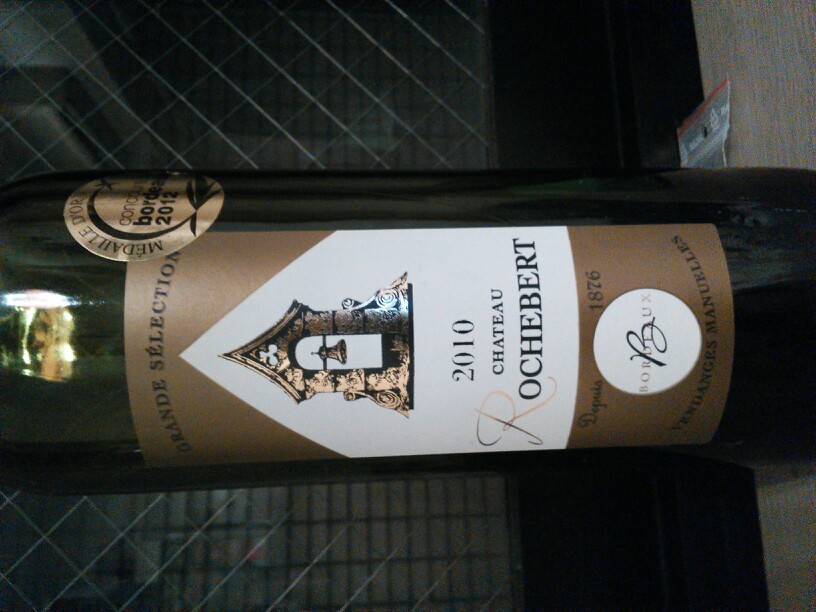 MÉDAILLE D'OR
concours
bordeaux
2012
GRANDE SÉLECTION
2010
CHATEAU
ROCHEBERT
Depuis 1876
B
BORDEAUX
VENDANGES MANUELLES